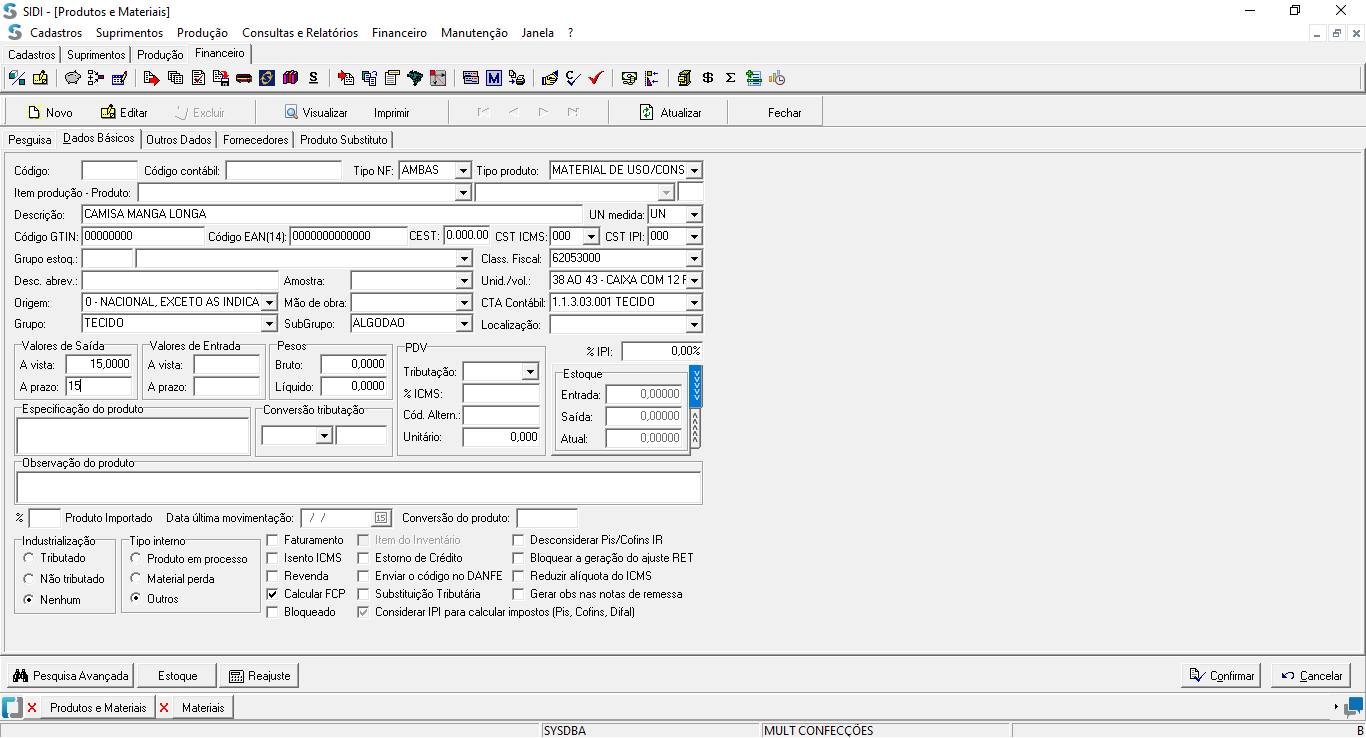 SIDI - [Produtos e Materiais]
Cadastros Suprimentos Produção Consultas e Relatórios Financeiro Manutenção Janela ?
Cadastros Suprimentos Produção Financeiro
Novo Editar Excluir Visualizar Imprimir Atualizar Fechar
Pesquisa Dados Básicos Outros Dados Fornecedores Produto Substituto
Código: Código contábil: Tipo NF: AMBAS Tipo produto: MATERIAL DE USO/CONS
Item produção - Produto:
Descrição: CAMISA MANGA LONGA UN medida: UN
Código GTIN: 00000000 Código EAN(14): 0000000000000 CEST: 0.000.00 CST ICMS: 000 CST IPI: 000
Grupo estoq.: Class. Fiscal: 62053000
Desc. abrev.: Amostra: Unid./vol.: 38 AO 43 - CAIXA COM 12 F
Origem: 0 - NACIONAL, EXCETO AS INDICA Mão de obra: CTA Contábil: 1.1.3.03.001 TECIDO
Grupo: TECIDO SubGrupo: ALGODAO Localização:
Valores de Saída Valores de Entrada Pesos PDV % IPI: 0,00%
A vista: 15,0000 A vista: Bruto: 0,0000 Tributação: Estoque
A prazo: 15 A prazo: Líquido: 0,0000 % ICMS: Entrada: 0,00000
Especificação do produto Conversão tributação Cód. Altern.: Saída: 0,00000
Unitário: 0,000 Atual: 0,00000
Observação do produto
% Produto Importado Data última movimentação: / / 15 Conversão do produto:
Industrialização Tipo interno Faturamento Item do Inventário Desconsiderar Pis/Cofins IR
Tributado Produto em processo Isento ICMS Estorno de Crédito Bloquear a geração do ajuste RET
Não tributado Material perda Revenda Enviar o código no DANFE Reduzir alíquota do ICMS
Nenhum Outros Calcular FCP Substituição Tributária Gerar obs nas notas de remessa
Bloqueado Considerar IPI para calcular impostos (Pis, Cofins, Difal)
Pesquisa Avançada Estoque Reajuste Confirmar Cancelar
Produtos e Materiais Materiais
SYSDBA MULT CONFECÇÕES B